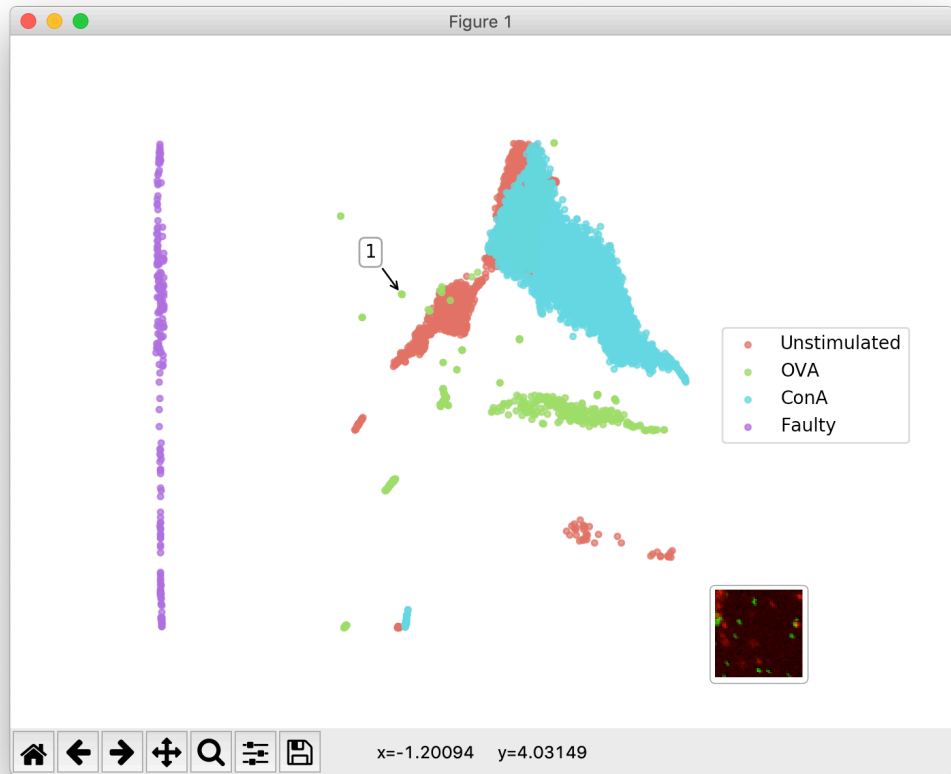 Figure 1
1
Unstimulated
OVA
ConA
Faulty
x=-1.20094 y=4.03149